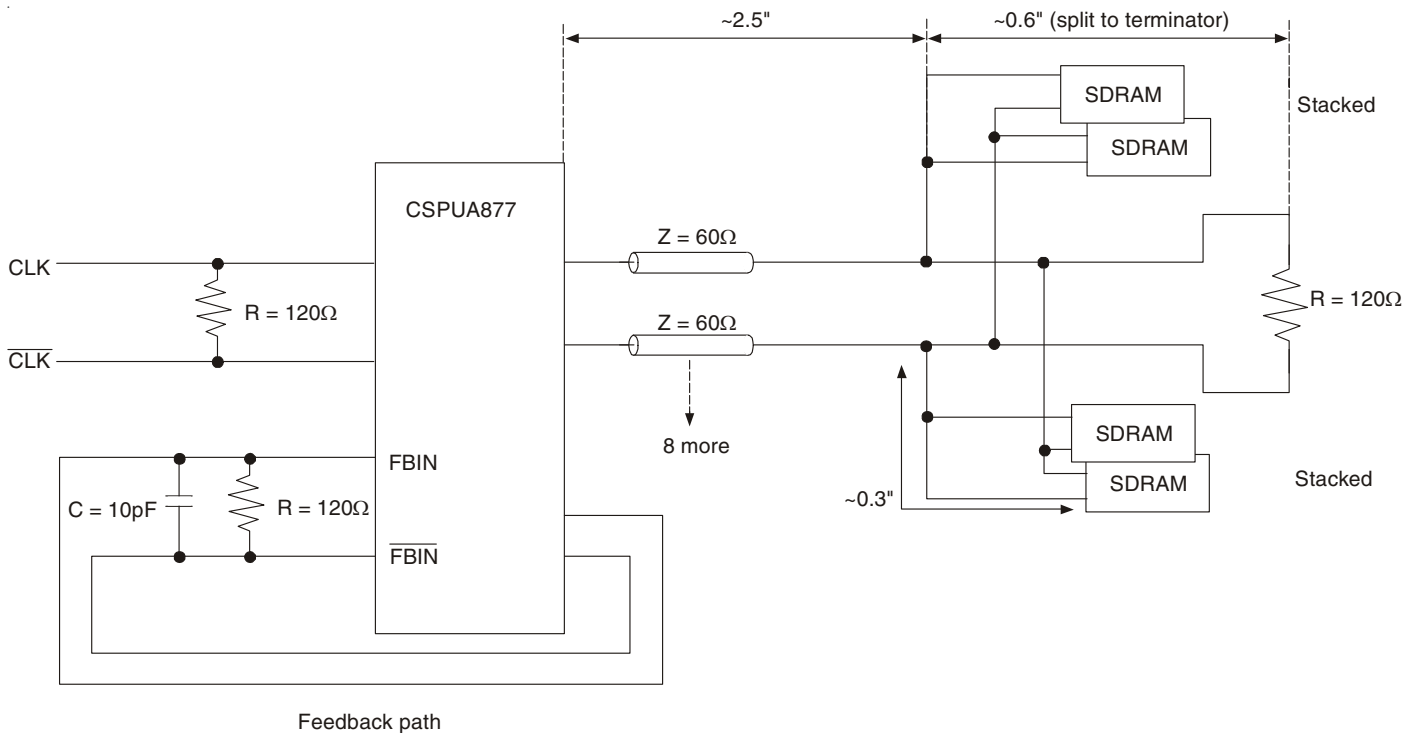 ~2.5"
~0.6" (split to terminator)
SDRAM
Stacked
SDRAM
CSPUA877
Z = 60Ω
CLK
R = 120Ω
R = 120Ω
Z = 60Ω
CLK
8 more
SDRAM
FBIN
Stacked
SDRAM
~0.3"
C = 10pF
R = 120Ω
FBIN
Feedback path